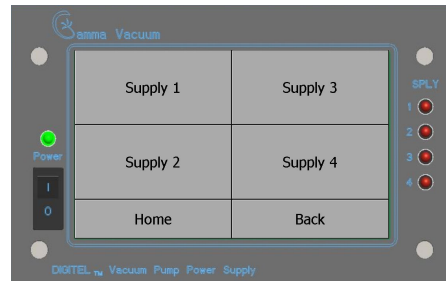 Gamma Vacuum
Supply 1 Supply 3
SPLY
1
2
Power
Supply 2 Supply 4
3
4
I
O
Home Back
DIGITEL TM Vacuum Pump Power Supply